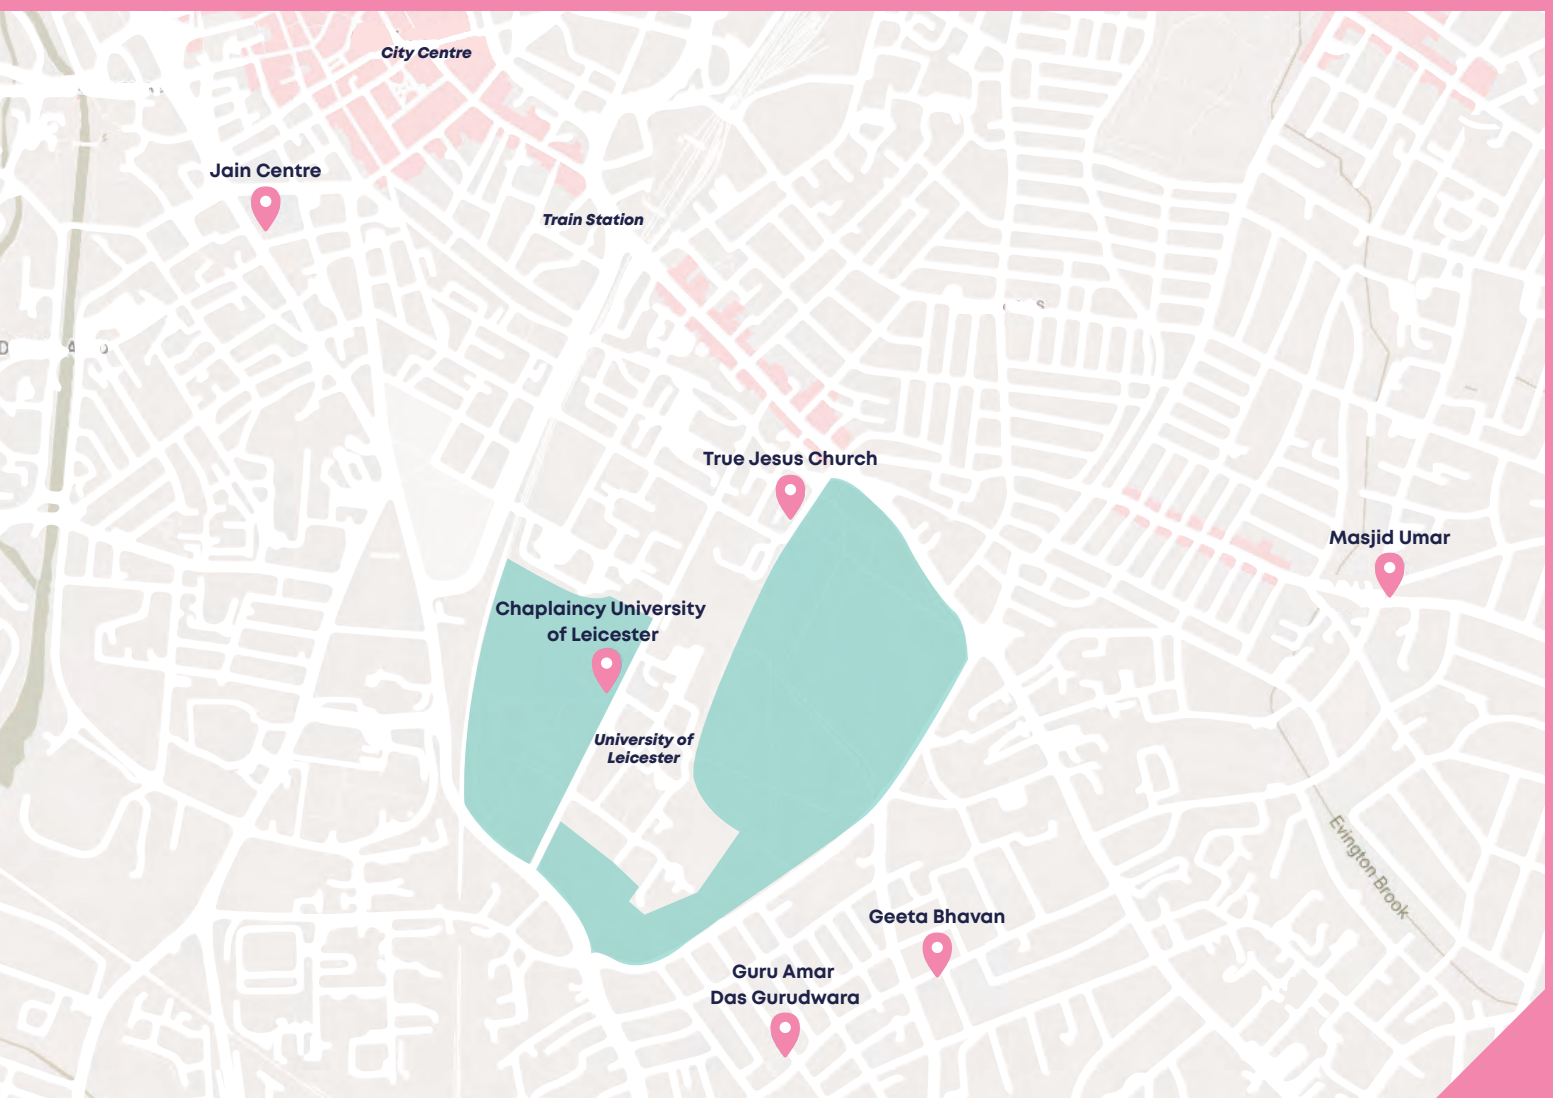 City Centre
Jain Centre
Train Station
True Jesus Church
Masjid Umar
Chaplaincy University
of Leicester
University of
Leicester
Evington Brook
Geeta Bhavan
Guru Amar
Das Gurudwara